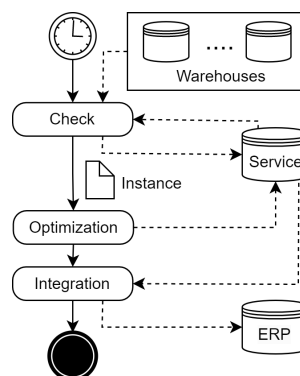 ....
Warehouses
Check
Service
Instance
Optimization
Integration
ERP